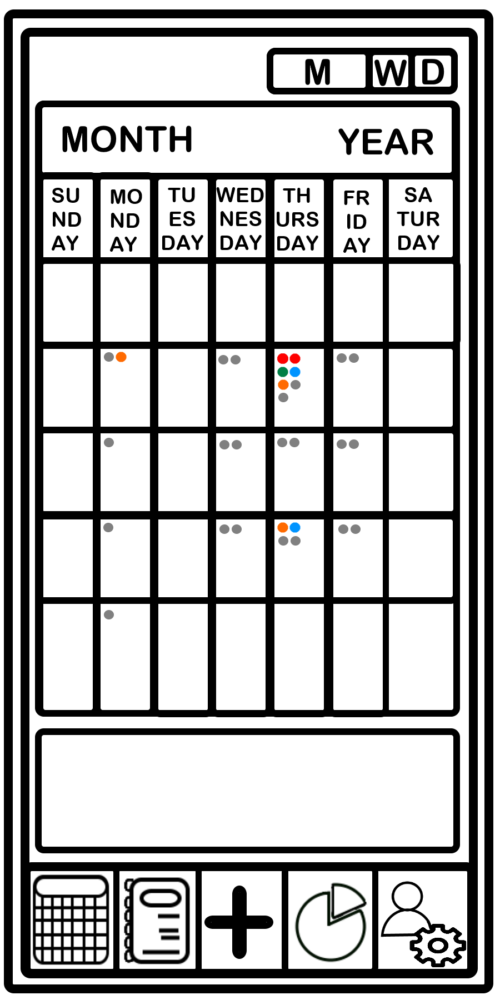 M W D
MONTH YEAR
SU MO TU WED TH FR SA
ND ND ES NES URS ID TUR
AY AY DAY DAY DAY AY DAY